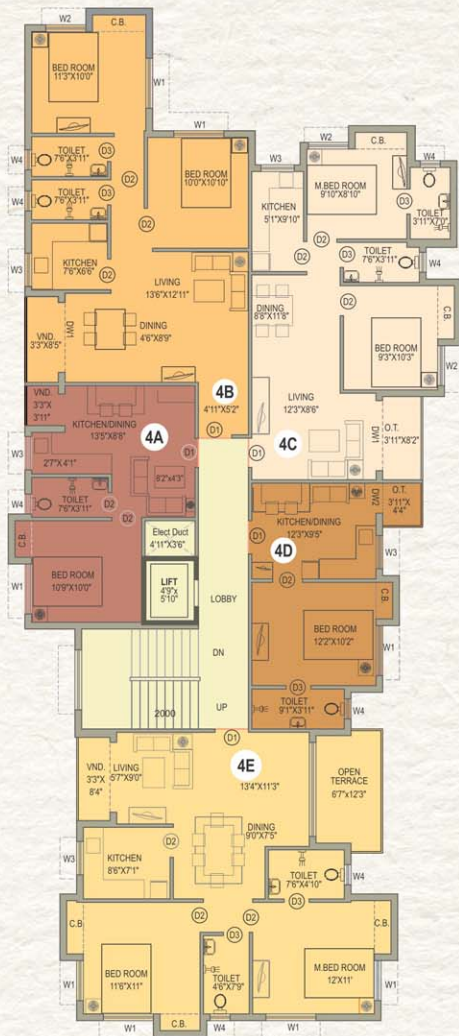 W2
C.B.
BED ROOM
11'3"X10'0"
W1
W4
TOILET
7'6"X3'11"
D3
D2
W4
TOILET
7'6"X3'11"
D3
W1
BED ROOM
10'0"X10'10"
D2
W3
KITCHEN
7'6"X6'6"
D2
LIVING
13'6"X12'11"
VND.
3'3"X8'5"
DW1
DINING
4'6"X8'9"
4B
4'11"X5'2"
D1
W3
KITCHEN
5'1"X9'10"
W2
C.B.
M.BED ROOM
9'10"X8'10"
W4
D3
TOILET
3'11"X7'0"
D2
D2
D3
TOILET
7'6"X3'11"
W4
DINING
8'8"X11'8"
D2
C.B.
BED ROOM
9'3"X10'3"
W2
LIVING
12'3"X8'6"
4C
D1
DW1
O.T.
3'11"X8'2"
VND.
3'3"X
3'11"
KITCHEN/DINING
13'5"X8'8"
4A
D1
W3
2'7"X4'1"
8'2"x4'3"
W4
TOILET
7'6"X3'11"
D2
D2
C.B.
W1
BED ROOM
10'9"X10'0"
Elect Duct
4'11"X3'6"
LIFT
4'9"x
5'10"
LOBBY
DN
UP
2000
DW2
O.T.
3'11"X
4'4"
KITCHEN/DINING
12'3"X9'5"
D1
4D
W3
D2
C.B.
BED ROOM
12'2"X10'2"
W1
D3
TOILET
9'1"X3'11"
W4
D1
VND.
3'3"X
8'4"
LIVING
5'7"X9'0"
4E
13'4"X11'3"
OPEN
TERRACE
6'7"x12'3"
DINING
9'0"X7'5"
D2
W3
KITCHEN
8'6"X7'1"
TOILET
7'6"X4'10"
W4
D3
C.B.
D2
D2
D3
C.B.
W1
BED ROOM
11'6"X11"
TOILET
4'6"X7'9"
M.BED ROOM
12'X11'
W1
C.B.
W1
W4
W1